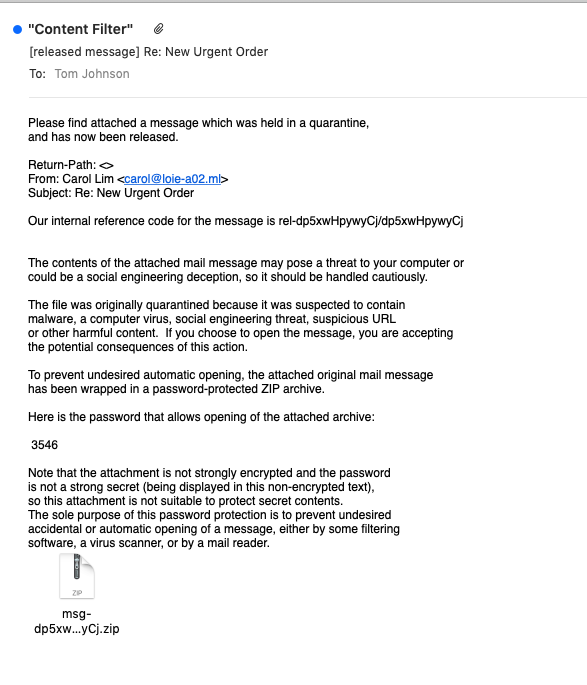 "Content Filter"
[released message] Re: New Urgent Order
To: Tom Johnson
Please find attached a message which was held in a quarantine,
and has now been released.
Return-Path: <>
From: Carol Lim <carol@loie-a02.ml>
Subject: Re: New Urgent Order
Our internal reference code for the message is rel-dp5xwHpywyCj/dp5xwHpywyCj
The contents of the attached mail message may pose a threat to your computer or
could be a social engineering deception, so it should be handled cautiously.
The file was originally quarantined because it was suspected to contain
malware, a computer virus, social engineering threat, suspicious URL
or other harmful content.  If you choose to open the message, you are accepting
the potential consequences of this action.
To prevent undesired automatic opening, the attached original mail message
has been wrapped in a password-protected ZIP archive.
Here is the password that allows opening of the attached archive:
3546
Note that the attachment is not strongly encrypted and the password
is not a strong secret (being displayed in this non-encrypted text),
so this attachment is not suitable to protect secret contents.
The sole purpose of this password protection is to prevent undesired
accidental or automatic opening of a message, either by some filtering
software, a virus scanner, or by a mail reader.
ZIP
msg-
dp5xw...yCj.zip